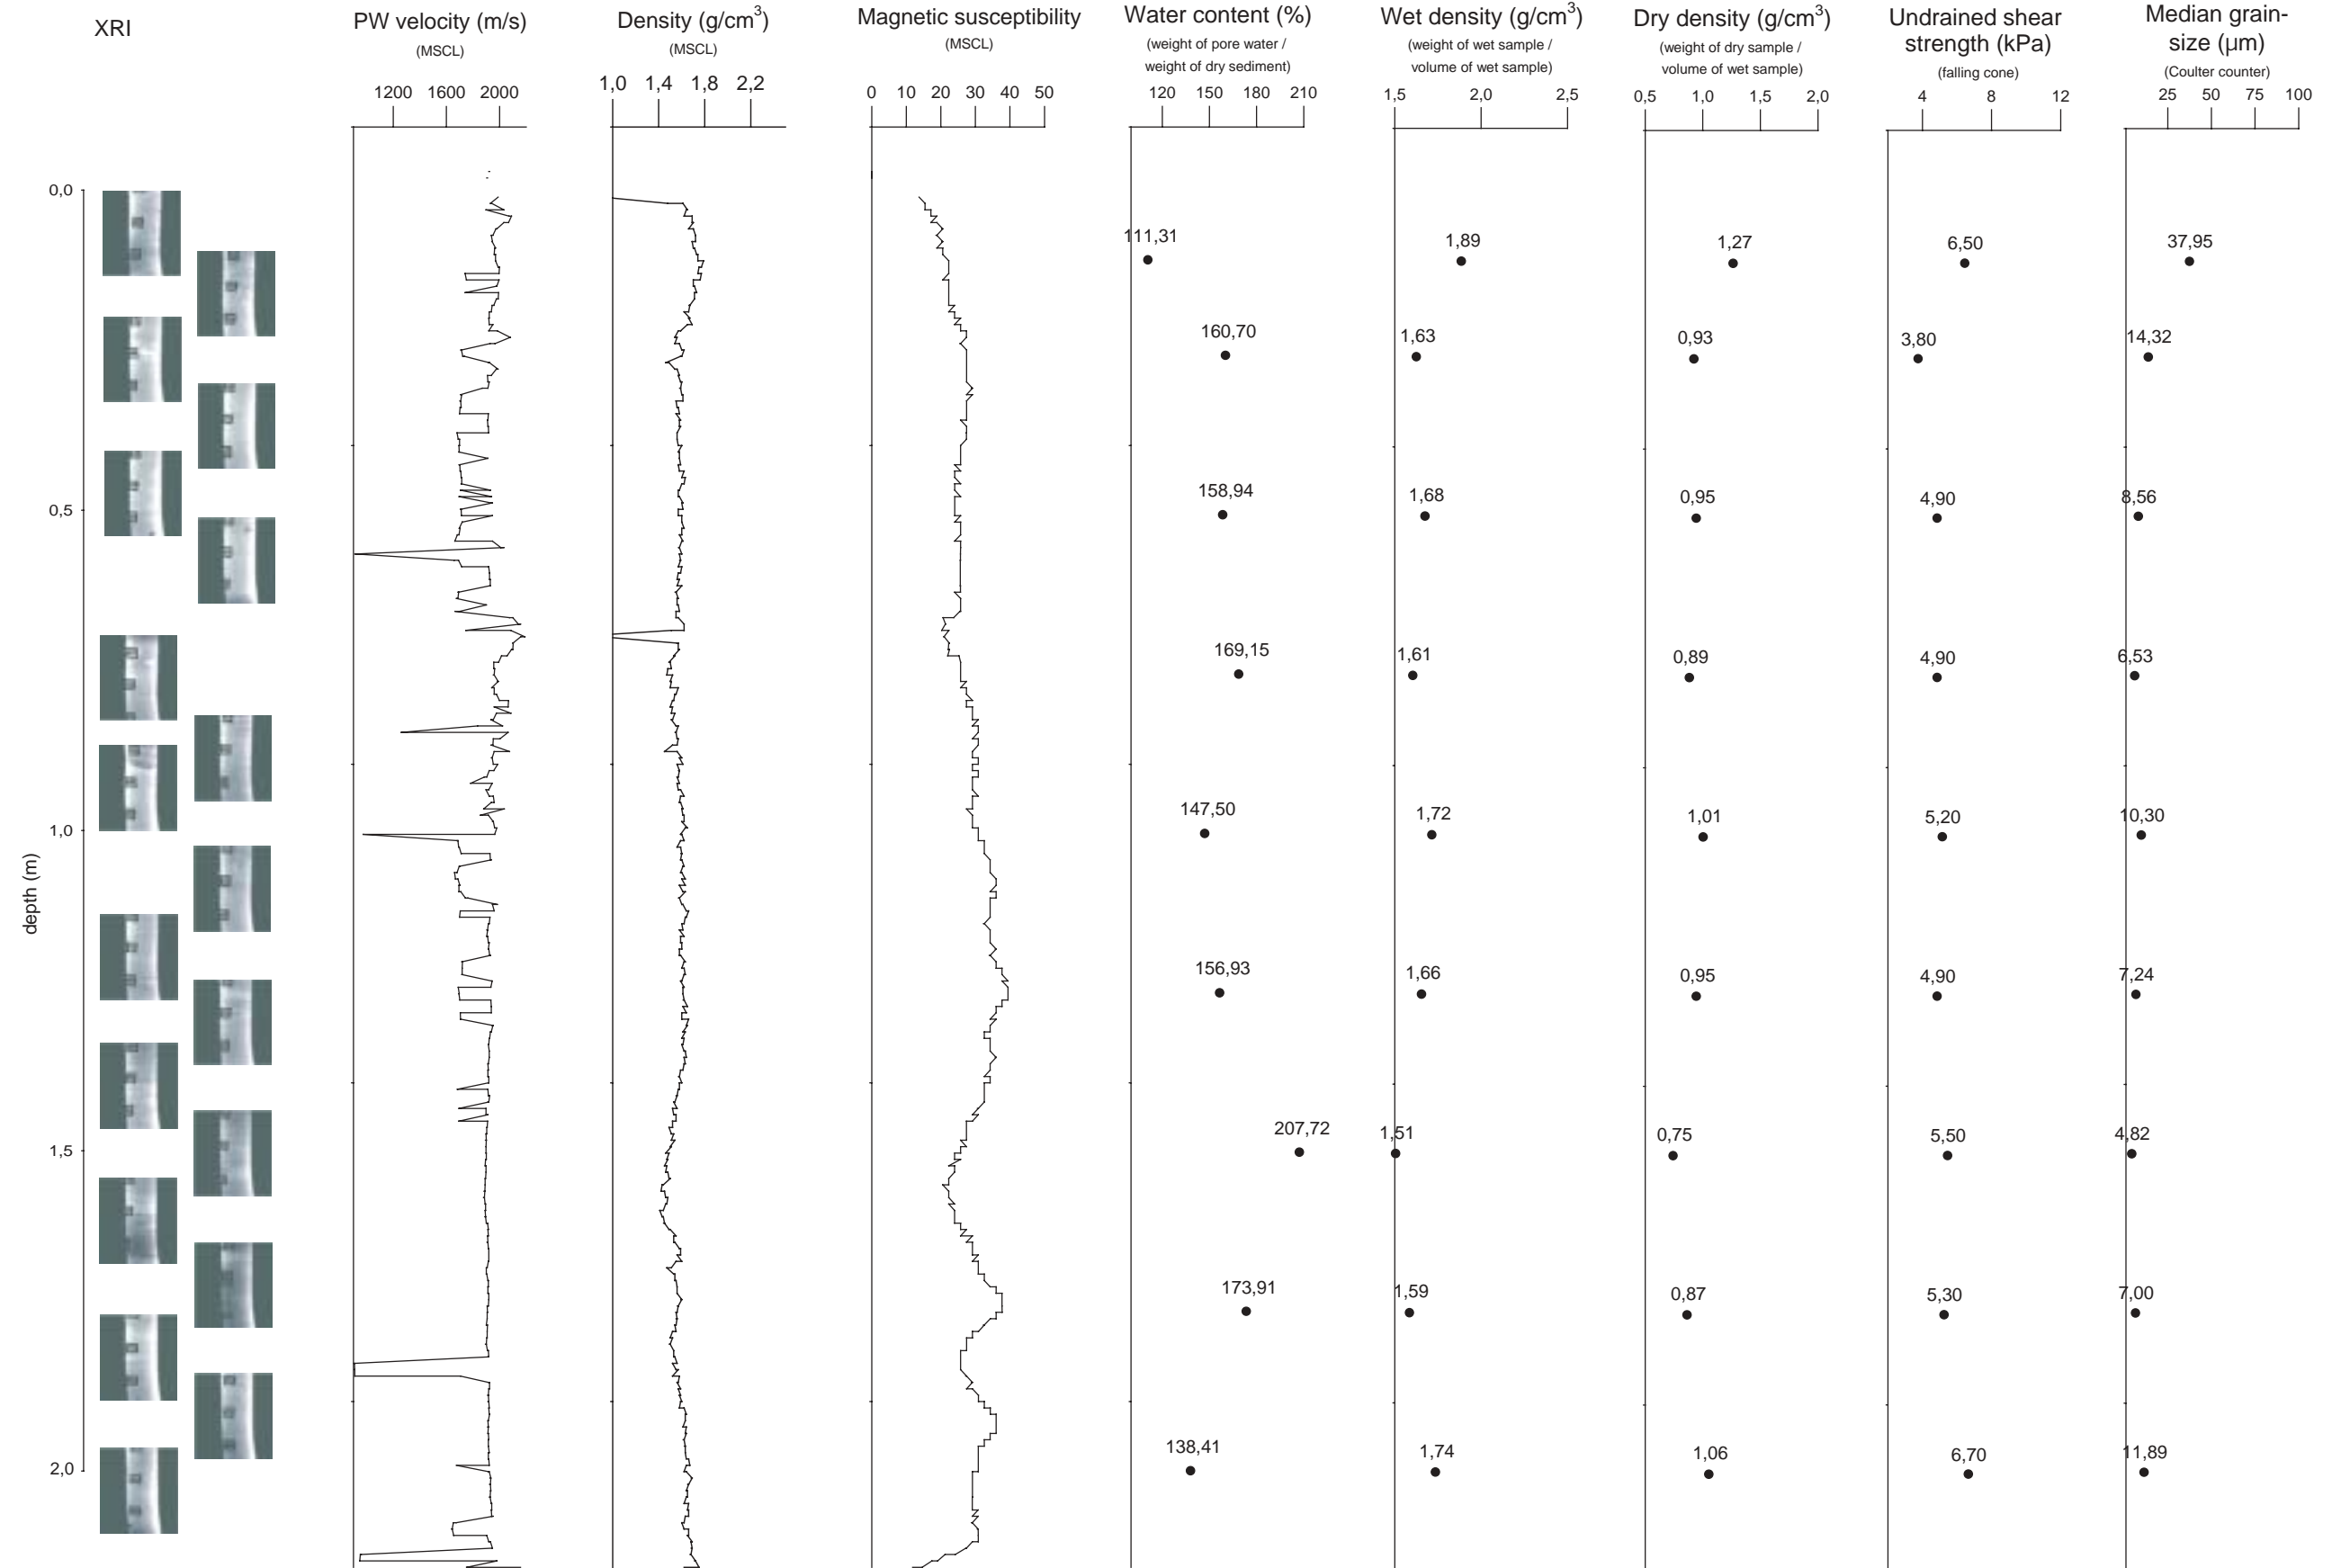 XRI
PW velocity (m/s)
(MSCL)
1200 1600 2000
Density (g/cm3)
(MSCL)
1,0 1,4 1,8 2,2
Magnetic susceptibility
(MSCL)
0 10 20 30 40 50
Water content (%)
(weight of pore water /
weight of dry sediment)
120 150 180 210
Wet density (g/cm3)
(weight of wet sample /
volume of wet sample)
1,5 2,0 2,5
Dry density (g/cm3)
(weight of dry sample /
volume of wet sample)
0,5 1,0 1,5 2,0
Undrained shear
strength (kPa)
(falling cone)
4 8 12
Median grain-
size (µm)
(Coulter counter)
25 50 75 100
depth (m)
0,0
111,31 1,89 1,27 6,50 37,95
160,70 1,63 0,93 3,80 14,32
0,5
158,94 1,68 0,95 4,90 8,56
169,15 1,61 0,89 4,90 6,53
1,0
147,50 1,72 1,01 5,20 10,30
156,93 1,66 0,95 4,90 7,24
1,5
207,72 1,51 0,75 5,50 4,82
173,91 1,59 0,87 5,30 7,00
2,0
138,41 1,74 1,06 6,70 11,89